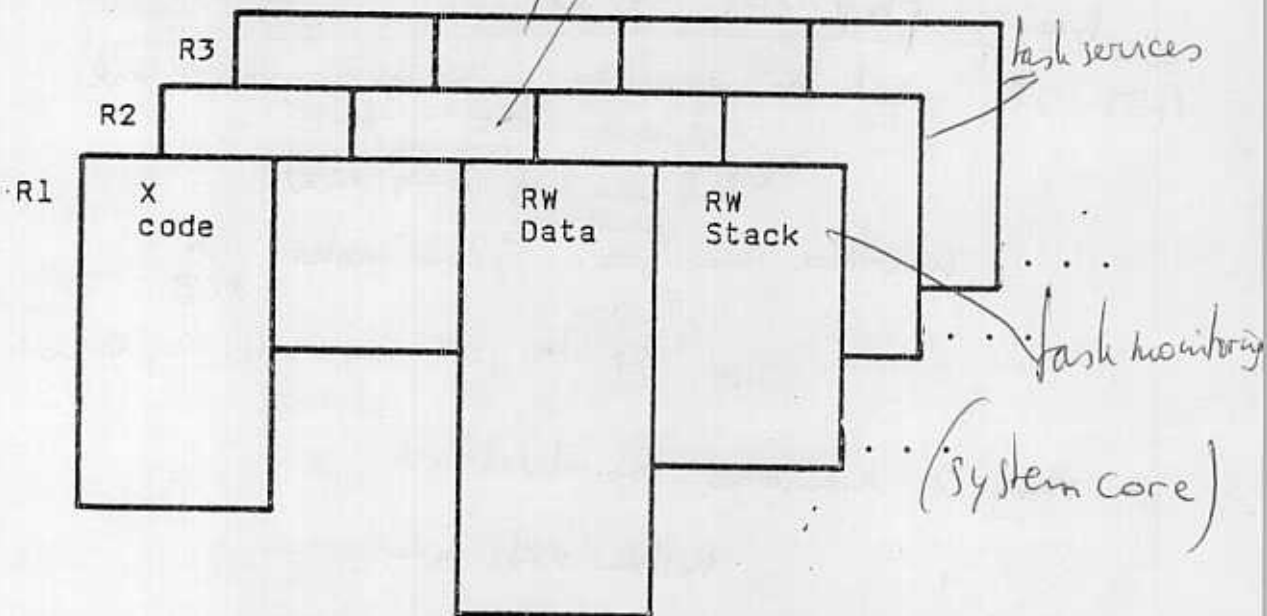 R3
task services
R2
R1
X
code
RW
Data
RW
Stack
task monitoring
(system core)